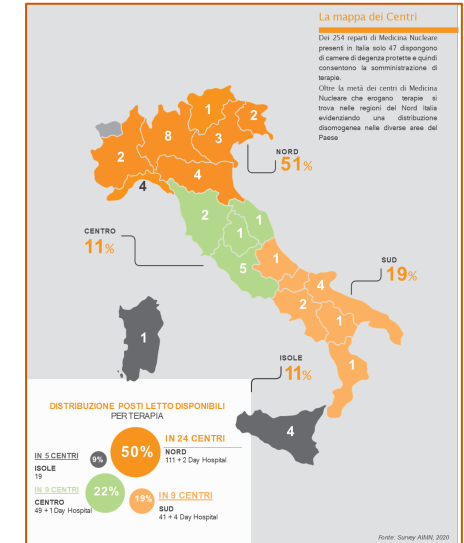 La mappa dei Centri
Dei 254 reparti di Medicina Nucleare
presenti in Italia solo 47 dispongono
di camere di degenza protette e quindi
consentono la somministrazione di
terapie.
Oltre la metà dei centri di Medicina
Nucleare che erogano terapie si
trova nelle regioni del Nord Italia
evidenziando una distribuzione
disomogenea nelle diverse aree del
Paese
1
2
8
3
2
4
4
NORD
51%
2
1
1
5
CENTRO
11%
1
4
2
1
1
SUD
19%
1
ISOLE
11%
4
DISTRIBUZIONE POSTI LETTO DISPONIBILI
PER TERAPIA
50%
IN 24 CENTRI
NORD
111 + 2 Day Hospital
IN 5 CENTRI
9%
ISOLE
19
IN 9 CENTRI
22%
CENTRO
49 + 1 Day Hospital
19%
IN 9 CENTRI
SUD
41 + 4 Day Hospital
Fonte: Survey AIMN, 2020